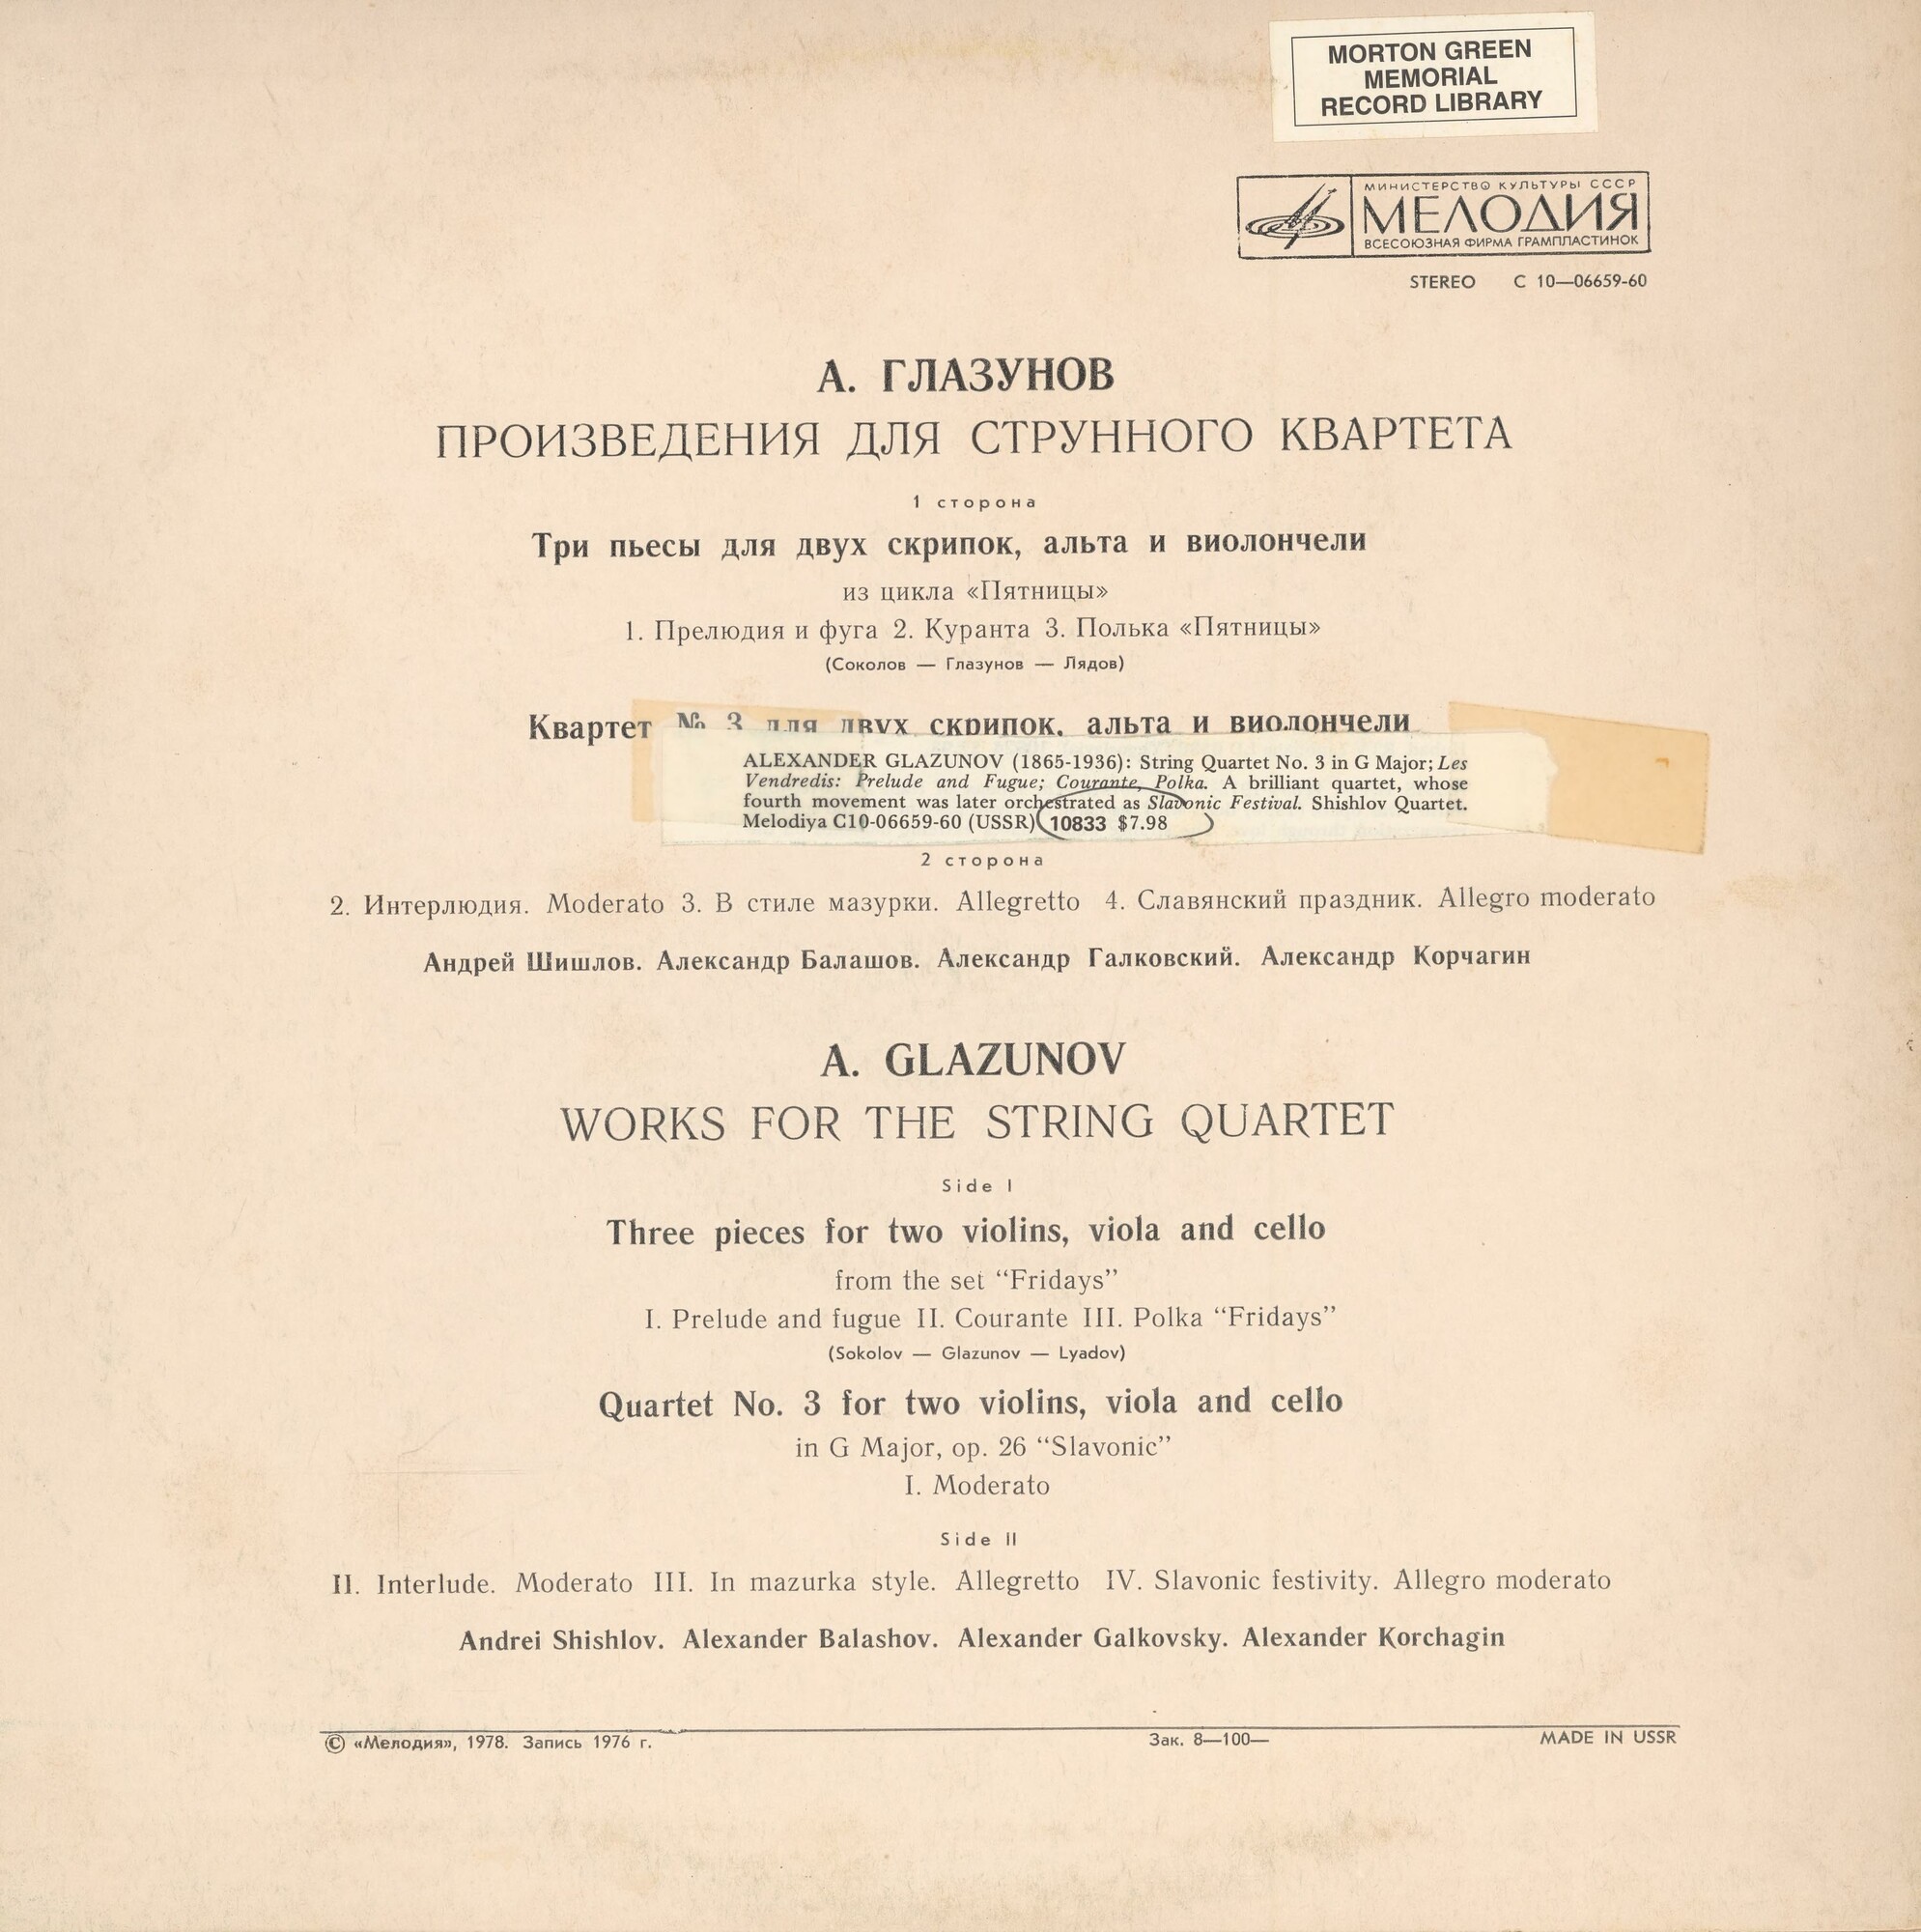 MORTON GREEN
MEMORIAL
RECORD LIBRARY
МИНИСТЕРСТВО КУЛЬТУРЫ СССР
МЕЛОДИЯ
ВСЕСОЮЗНАЯ ФИРМА ГРАМПЛАСТИНОК
STEREO С 10—06659-60
А. ГЛАЗУНОВ
ПРОИЗВЕДЕНИЯ ДЛЯ СТРУННОГО КВАРТЕТА
1 сторона
Три пьесы для двух скрипок, альта и виолончели
из цикла «Пятницы»
1. Прелюдия и фуга 2. Куранта 3. Полька «Пятницы»
(Соколов — Глазунов — Лядов)
Квартет № 3 для двух скрипок, альта и виолончели
ALEXANDER GLAZUNOV (1865-1936): String Quartet No. 3 in G Major; Les
Vendredis: Prelude and Fugue; Courante, Polka. A brilliant quartet, whose
fourth movement was later orchestrated as Slavonic Festival. Shishlov Quartet.
Melodiya C10-06659-60 (USSR) 10833 $7.98
2 сторона
2. Интерлюдия. Moderato 3. В стиле мазурки. Allegretto 4. Славянский праздник. Allegro moderato
Андрей Шишлов. Александр Балашов. Александр Галковский. Александр Корчагин
A. GLAZUNOV
WORKS FOR THE STRING QUARTET
Side I
Three pieces for two violins, viola and cello
from the set “Fridays”
I. Prelude and fugue II. Courante III. Polka “Fridays”
(Sokolov — Glazunov — Lyadov)
Quartet No. 3 for two violins, viola and cello
in G Major, op. 26 “Slavonic”
I. Moderato
Side II
II. Interlude. Moderato III. In mazurka style. Allegretto IV. Slavonic festivity. Allegro moderato
Andrei Shishlov. Alexander Balashov. Alexander Galkovsky. Alexander Korchagin
© «Мелодия», 1978. Запись 1976 г. Зак. 8—100— MADE IN USSR